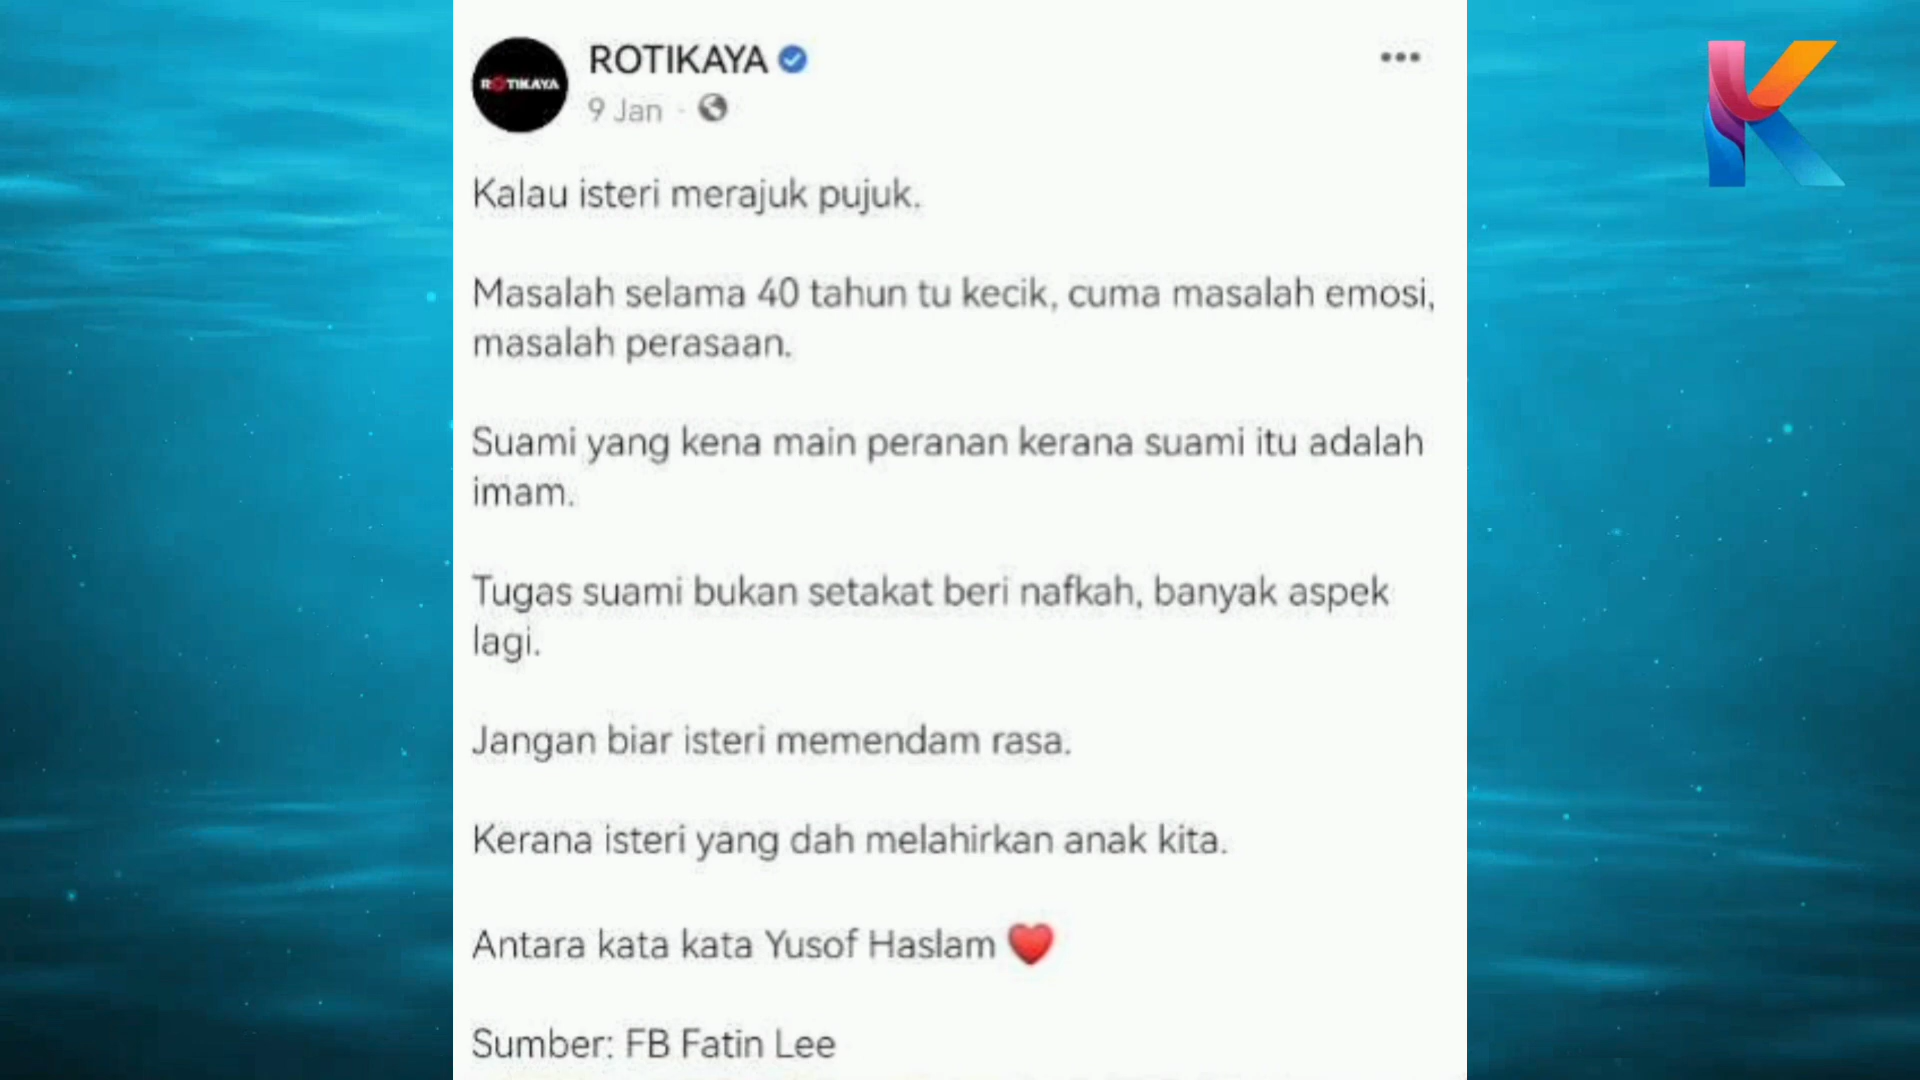 ROTIKAYA
ROTIKAYA
9 Jan ·
Kalau isteri merajuk pujuk.
Masalah selama 40 tahun tu kecik, cuma masalah emosi,
masalah perasaan.
Suami yang kena main peranan kerana suami itu adalah
imam.
Tugas suami bukan setakat beri nafkah, banyak aspek
lagi.
Jangan biar isteri memendam rasa.
Kerana isteri yang dah melahirkan anak kita.
Antara kata kata Yusof Haslam ❤️
Sumber: FB Fatin Lee
K